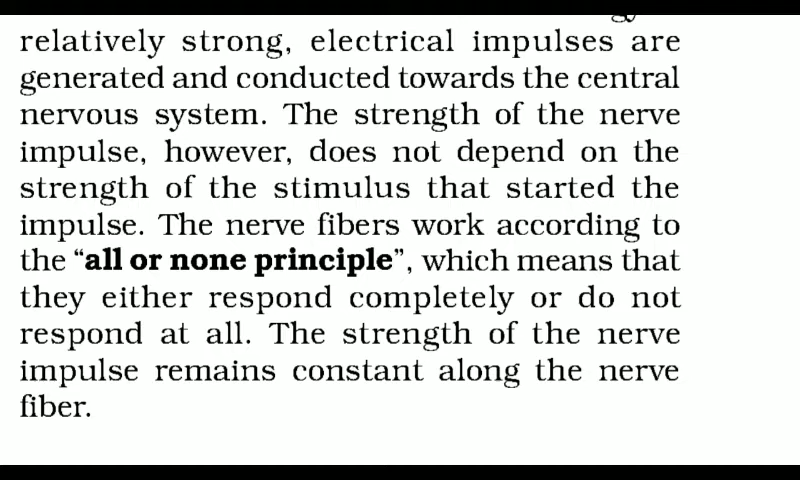 relatively strong, electrical impulses are
generated and conducted towards the central
nervous system. The strength of the nerve
impulse, however, does not depend on the
strength of the stimulus that started the
impulse. The nerve fibers work according to
the “all or none principle”, which means that
they either respond completely or do not
respond at all. The strength of the nerve
impulse remains constant along the nerve
fiber.